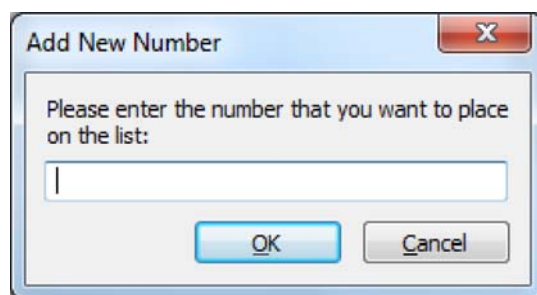 Add New Number
Please enter the number that you want to place
on the list:
OK
Cancel